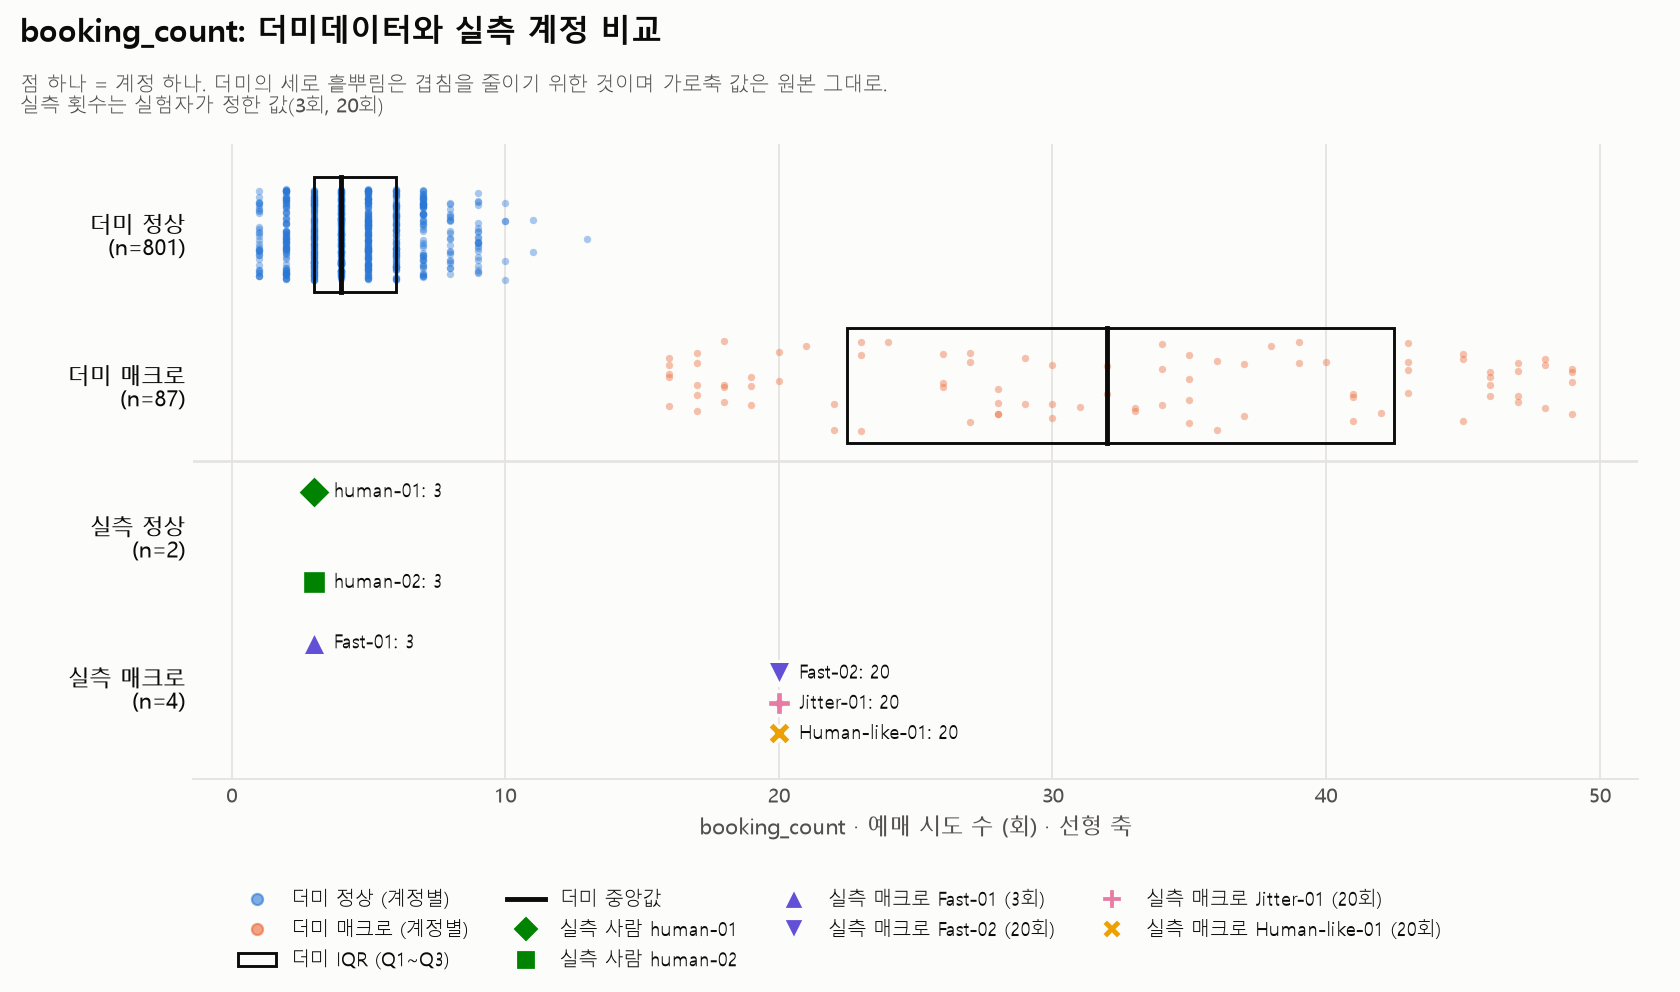 booking_count: 더미데이터와 실측 계정 비교
점 하나 = 계정 하나. 더미의 세로 흩뿌림은 겹침을 줄이기 위한 것이며 가로축 값은 원본 그대로.
실측 횟수는 실험자가 정한 값(3회, 20회)
더미 정상
(n=801)
더미 매크로
(n=87)
human-01: 3
실측 정상
(n=2)
human-02: 3
Fast-01: 3
실측 매크로
(n=4)
Fast-02: 20
Jitter-01: 20
Human-like-01: 20
0 10 20 30 40 50
booking_count · 예매 시도 수 (회) · 선형 축
더미 정상 (계정별)
더미 매크로 (계정별)
더미 IQR (Q1~Q3)
더미 중앙값
실측 사람 human-01
실측 사람 human-02
실측 매크로 Fast-01 (3회)
실측 매크로 Fast-02 (20회)
실측 매크로 Jitter-01 (20회)
실측 매크로 Human-like-01 (20회)